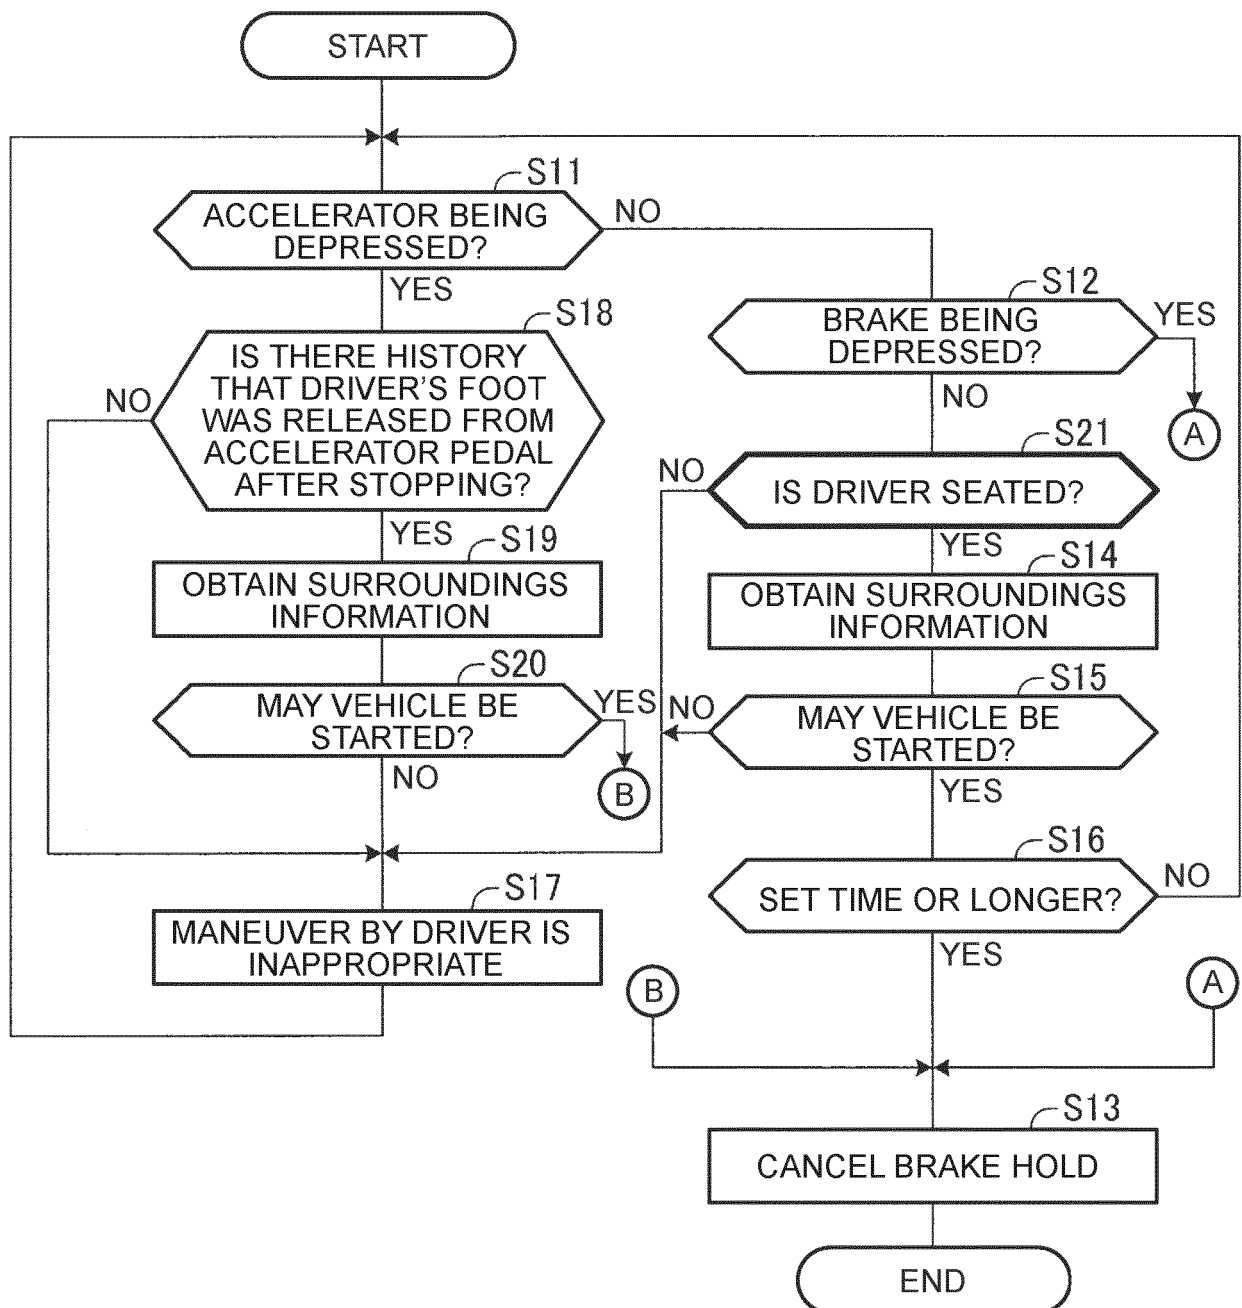 START
S11
ACCELERATOR BEING
DEPRESSED?
NO
YES
S12
BRAKE BEING
DEPRESSED?
YES
NO
A
S18
IS THERE HISTORY
THAT DRIVER'S FOOT
WAS RELEASED FROM
ACCELERATOR PEDAL
AFTER STOPPING?
NO
YES
S21
IS DRIVER SEATED?
NO
YES
S19
OBTAIN SURROUNDINGS
INFORMATION
S14
OBTAIN SURROUNDINGS
INFORMATION
S20
MAY VEHICLE BE
STARTED?
YES
NO
B
S15
MAY VEHICLE BE
STARTED?
NO
YES
S16
SET TIME OR LONGER?
NO
YES
S17
MANEUVER BY DRIVER IS
INAPPROPRIATE
B
A
S13
CANCEL BRAKE HOLD
END